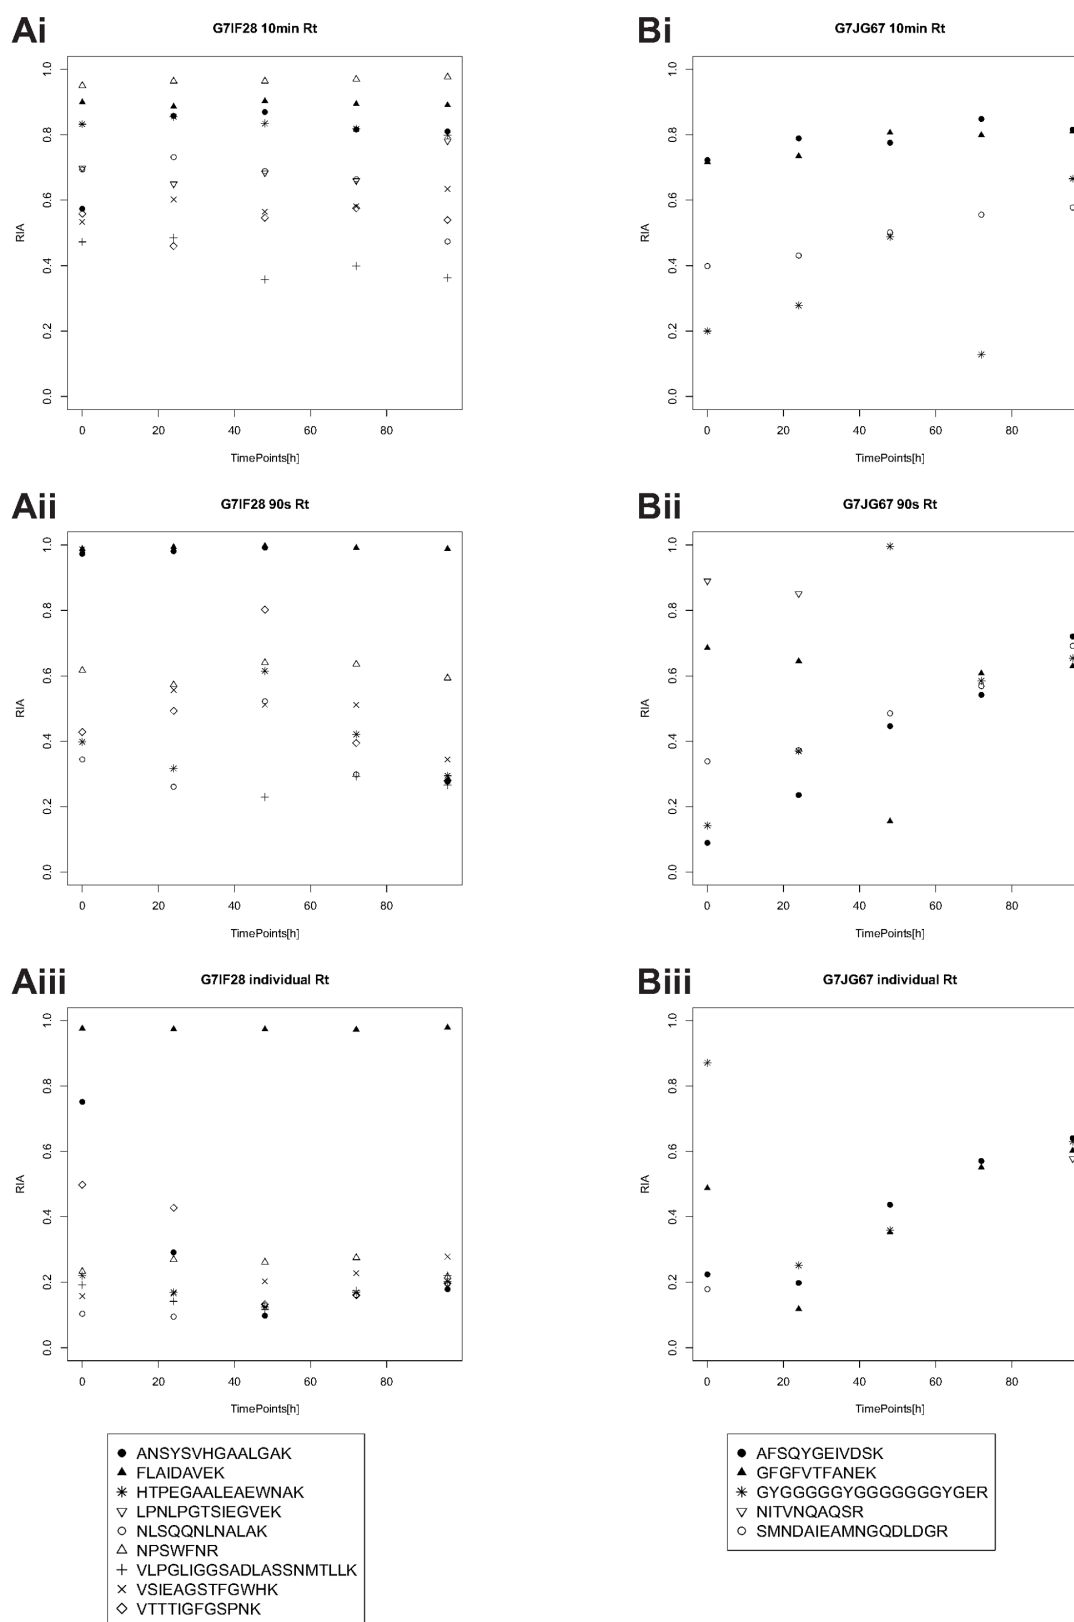 Ai
G7IF28 10min Rt
RIA
0.0 0.2 0.4 0.6 0.8 1.0
0 20 40 60 80
TimePoints[h]
Bi
G7JG67 10min Rt
RIA
0.0 0.2 0.4 0.6 0.8 1.0
0 20 40 60 80
TimePoints[h]
Aii
G7IF28 90s Rt
RIA
0.0 0.2 0.4 0.6 0.8 1.0
0 20 40 60 80
TimePoints[h]
Bii
G7JG67 90s Rt
RIA
0.0 0.2 0.4 0.6 0.8 1.0
0 20 40 60 80
TimePoints[h]
Aiii
G7IF28 individual Rt
RIA
0.0 0.2 0.4 0.6 0.8 1.0
0 20 40 60 80
TimePoints[h]
Biii
G7JG67 individual Rt
RIA
0.0 0.2 0.4 0.6 0.8 1.0
0 20 40 60 80
TimePoints[h]
ANSYSVHGAALGAK
FLAIDAVEK
HTPEGAALEAEWNAK
LPNLPGTSIEGVEK
NLSQQNLNALAK
NPSWFNR
VLPGLIGGSADLASSNMTLLK
VSIEAGSTFGWHK
VTTTIGFGSPNK
AFSQYGEIVDSK
GFGFVTFANEK
GYGGGGGYGGGGGGGYGER
NITVNQAQSR
SMNDAIEAMNGQDLDGR